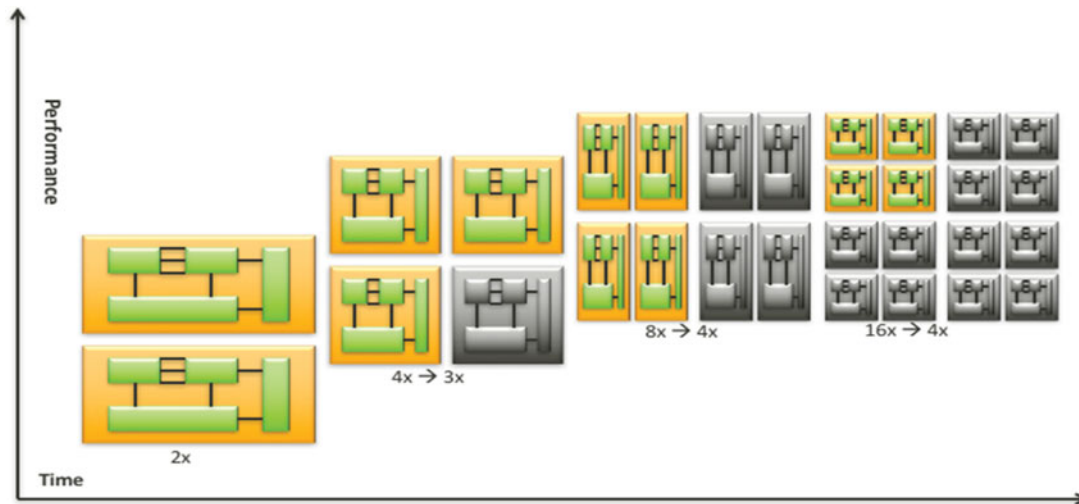 Performance
2x
4x → 3x
8x → 4x
16x → 4x
Time